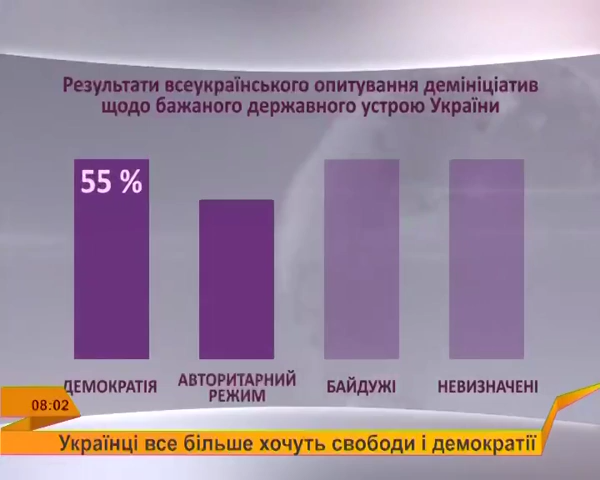 Результати всеукраїнського опитування демініціатив
щодо бажаного державного устрою України
55 %
ДЕМОКРАТІЯ
АВТОРИТАРНИЙ
РЕЖИМ
БАЙДУЖІ
НЕВИЗНАЧЕНІ
08:02
Українці все більше хочуть свободи і демократії